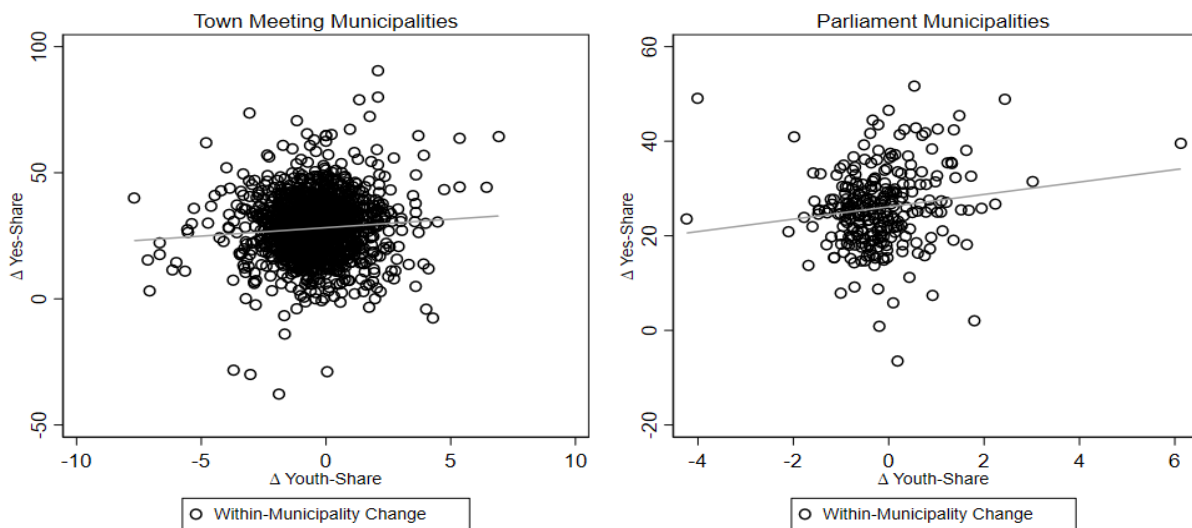 Town Meeting Municipalities
100
50
0
-50
Δ Yes-Share
-10 -5 0 5 10
Δ Youth-Share
Within-Municipality Change
Parliament Municipalities
60
40
20
0
-20
Δ Yes-Share
-4 -2 0 2 4 6
Δ Youth-Share
Within-Municipality Change